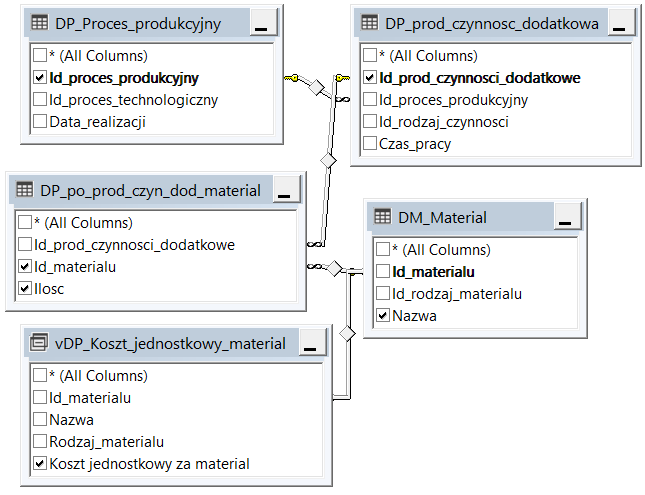 DP_Proces_produkcyjny
* (All Columns)
Id_proces_produkcyjny
Id_proces_technologiczny
Data_realizacji
DP_prod_czynnosc_dodatkowa
* (All Columns)
Id_prod_czynnosci_dodatkowe
Id_proces_produkcyjny
Id_rodzaj_czynnosci
Czas_pracy
DP_po_prod_czyn_dod_material
* (All Columns)
Id_prod_czynnosci_dodatkowe
Id_materialu
Ilosc
DM_Material
* (All Columns)
Id_materialu
Id_rodzaj_materialu
Nazwa
vDP_Koszt_jednostkowy_material
* (All Columns)
Id_materialu
Nazwa
Rodzaj_materialu
Koszt jednostkowy za material